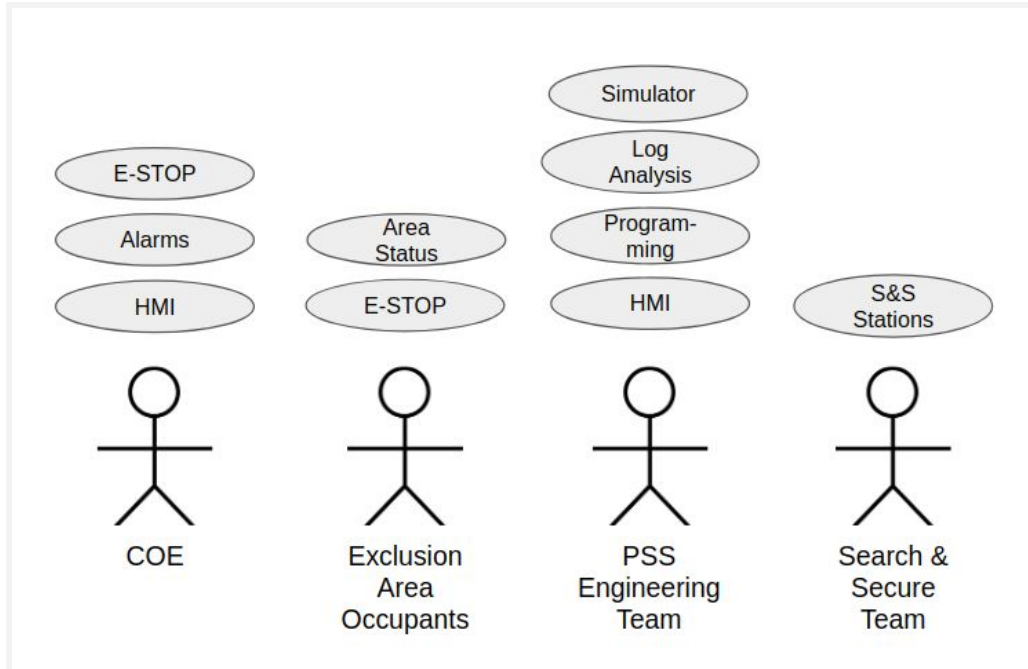 E-STOP
Alarms
HMI
COE
Area
Status
E-STOP
Exclusion
Area
Occupants
Simulator
Log
Analysis
Program-
ming
HMI
PSS
Engineering
Team
S&S
Stations
Search &
Secure
Team